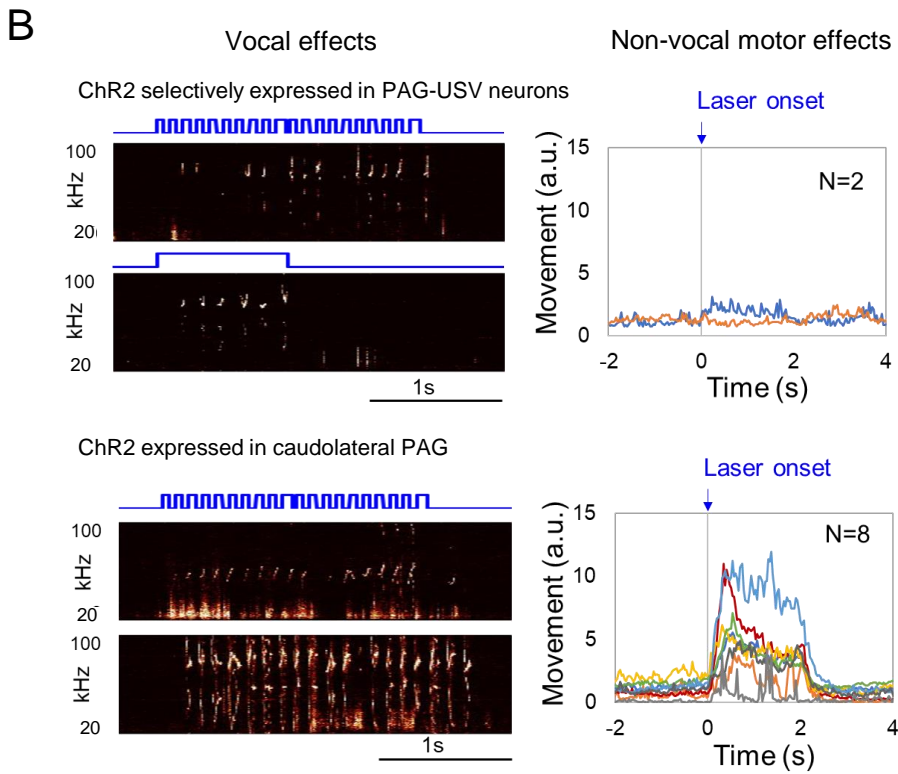 B
Vocal effects
Non-vocal motor effects
ChR2 selectively expressed in PAG-USV neurons
Laser onset
100
kHz
20
100
kHz
20
1s
15
10
5
0
Movement (a.u.)
N=2
-2
0
2
4
Time (s)
ChR2 expressed in caudolateral PAG
Laser onset
100
kHz
20
100
kHz
20
1s
15
10
5
0
Movement (a.u.)
N=8
-2
0
2
4
Time (s)